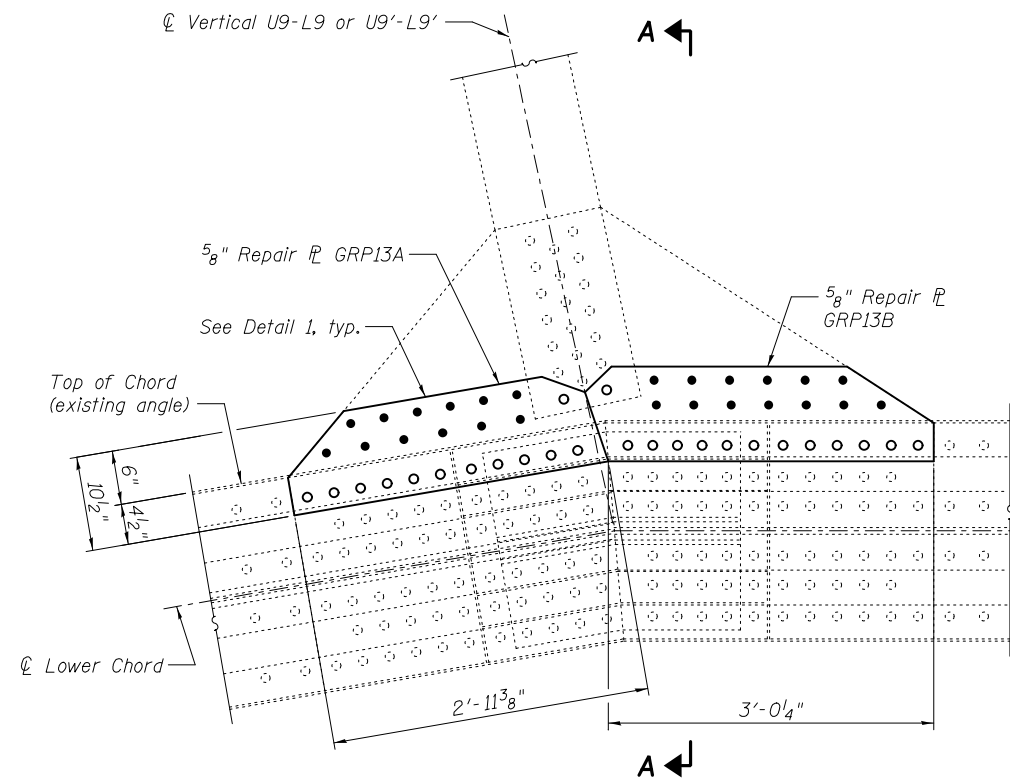 ℄ Vertical U9-L9 or U9'-L9'
A
5/8" Repair ℙL GRP13A
5/8" Repair ℙL
GRP13B
See Detail 1, typ.
Top of Chord
(existing angle)
6"
4 1/2"
10 1/2"
℄ Lower Chord
2'-11 3/8"
3'-0 1/4"
A